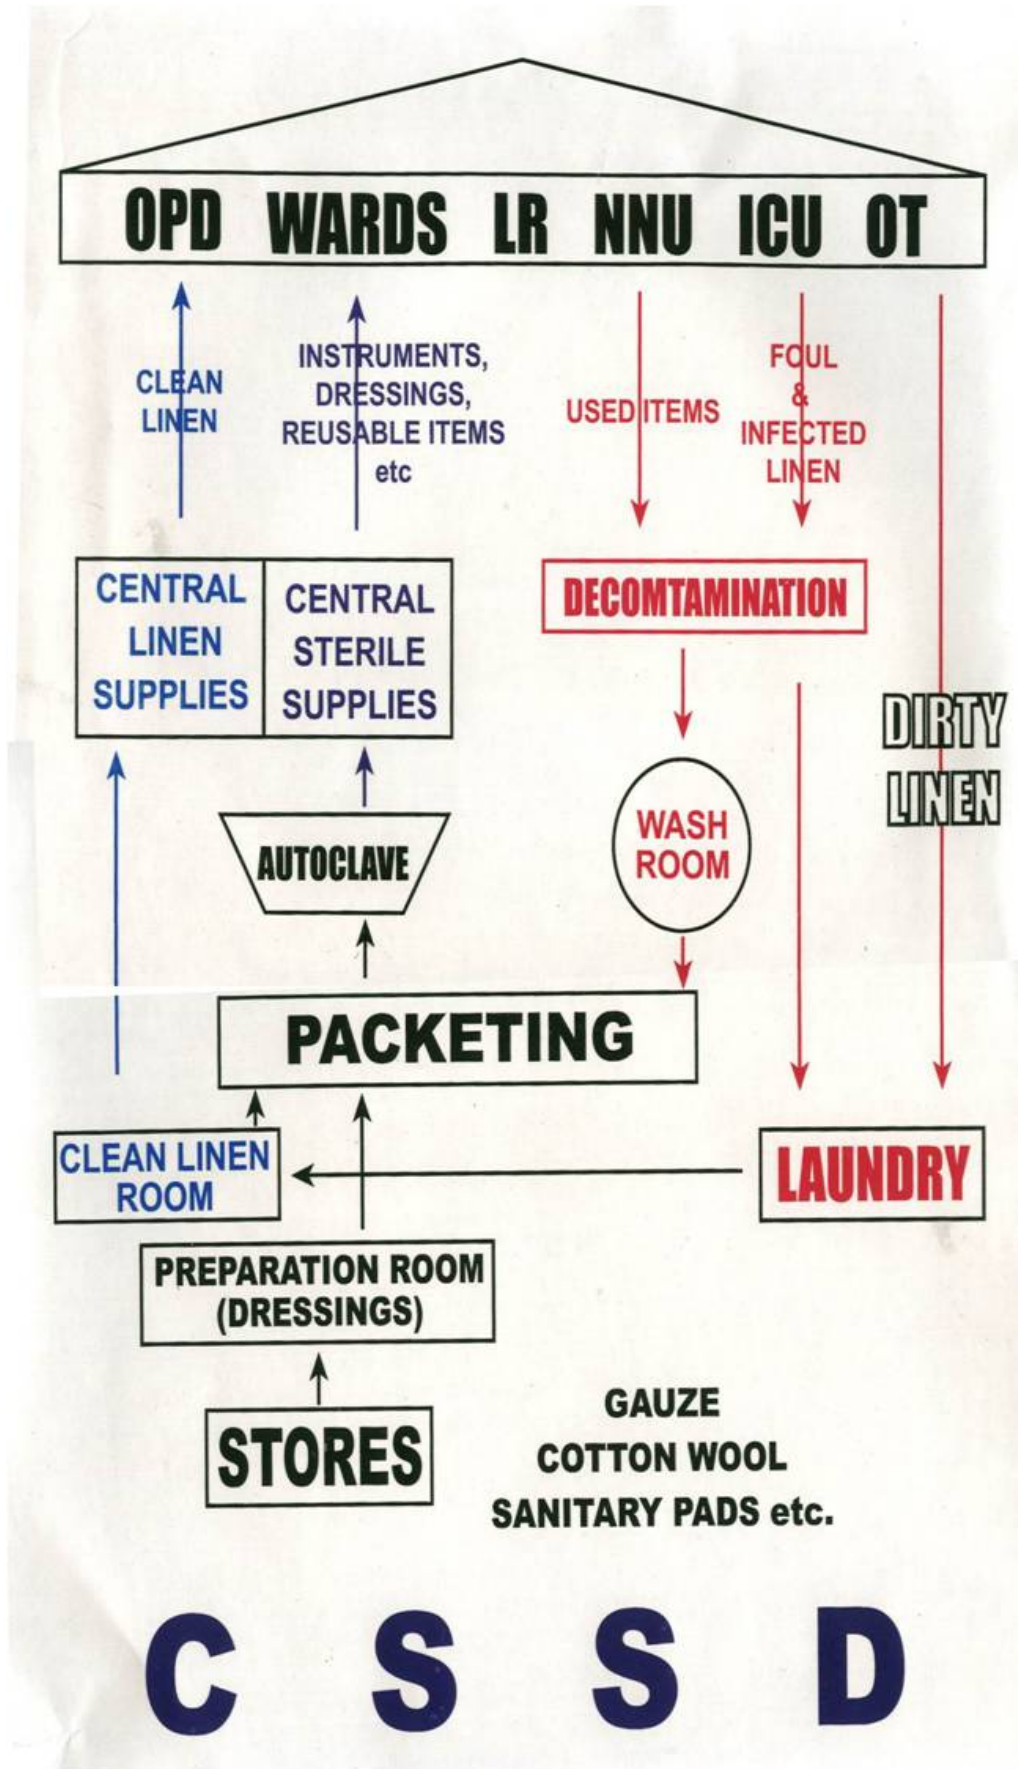 OPD WARDS LR NNU ICU OT
CLEAN
LINEN
INSTRUMENTS,
DRESSINGS,
REUSABLE ITEMS
etc
USED ITEMS
FOUL
&
INFECTED
LINEN
CENTRAL
LINEN
SUPPLIES
CENTRAL
STERILE
SUPPLIES
DECOMTAMINATION
DIRTY
LINEN
AUTOCLAVE
WASH
ROOM
PACKETING
CLEAN LINEN
ROOM
LAUNDRY
PREPARATION ROOM
(DRESSINGS)
STORES
GAUZE
COTTON WOOL
SANITARY PADS etc.
C S S D